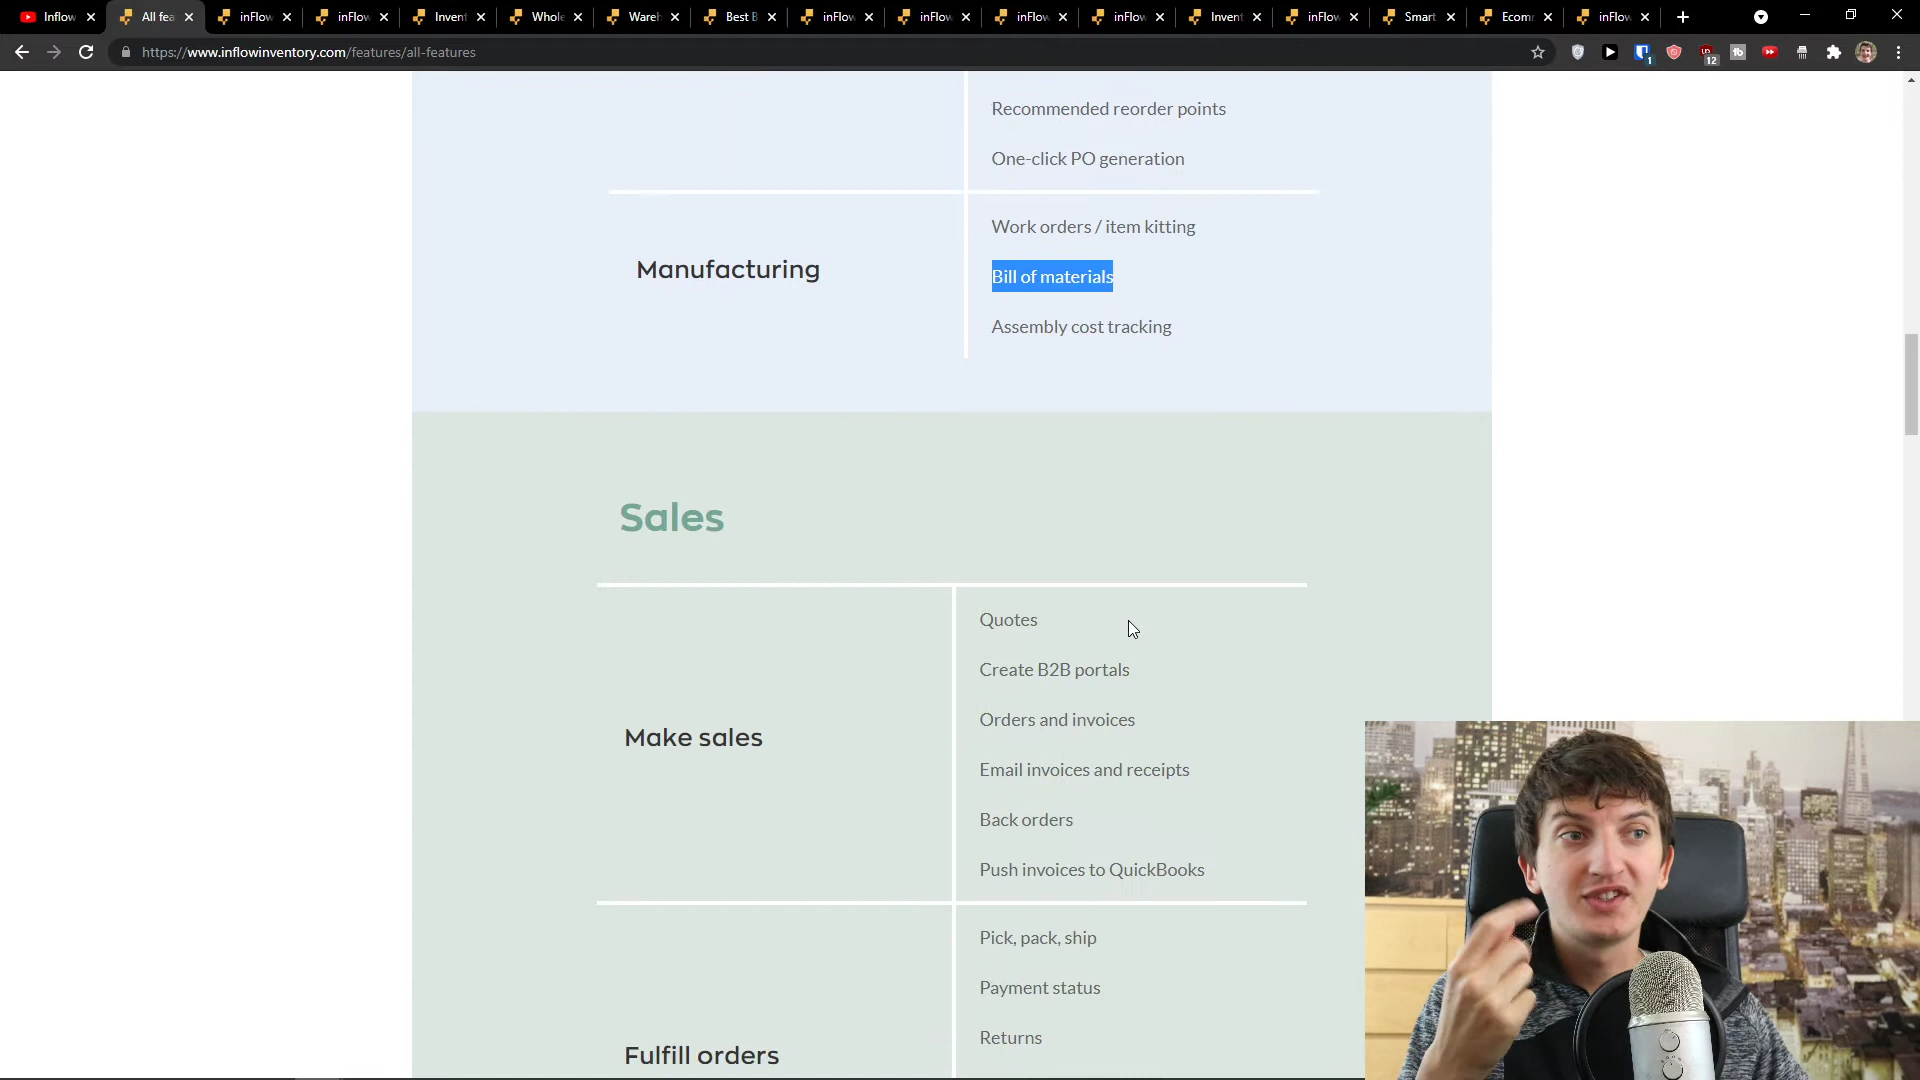 Inflow
All fea
inFlow
inFlow
Invent
Whole
Wareh
Best B
inFlow
inFlow
inFlow
inFlow
Invent
inFlow
Smart
Ecom
inFlow
https://www.inflowinventory.com/features/all-features
1
12
Recommended reorder points
One-click PO generation
Manufacturing
Work orders / item kitting
Bill of materials
Assembly cost tracking
Sales
Make sales
Quotes
Create B2B portals
Orders and invoices
Email invoices and receipts
Back orders
Push invoices to QuickBooks
Fulfill orders
Pick, pack, ship
Payment status
Returns